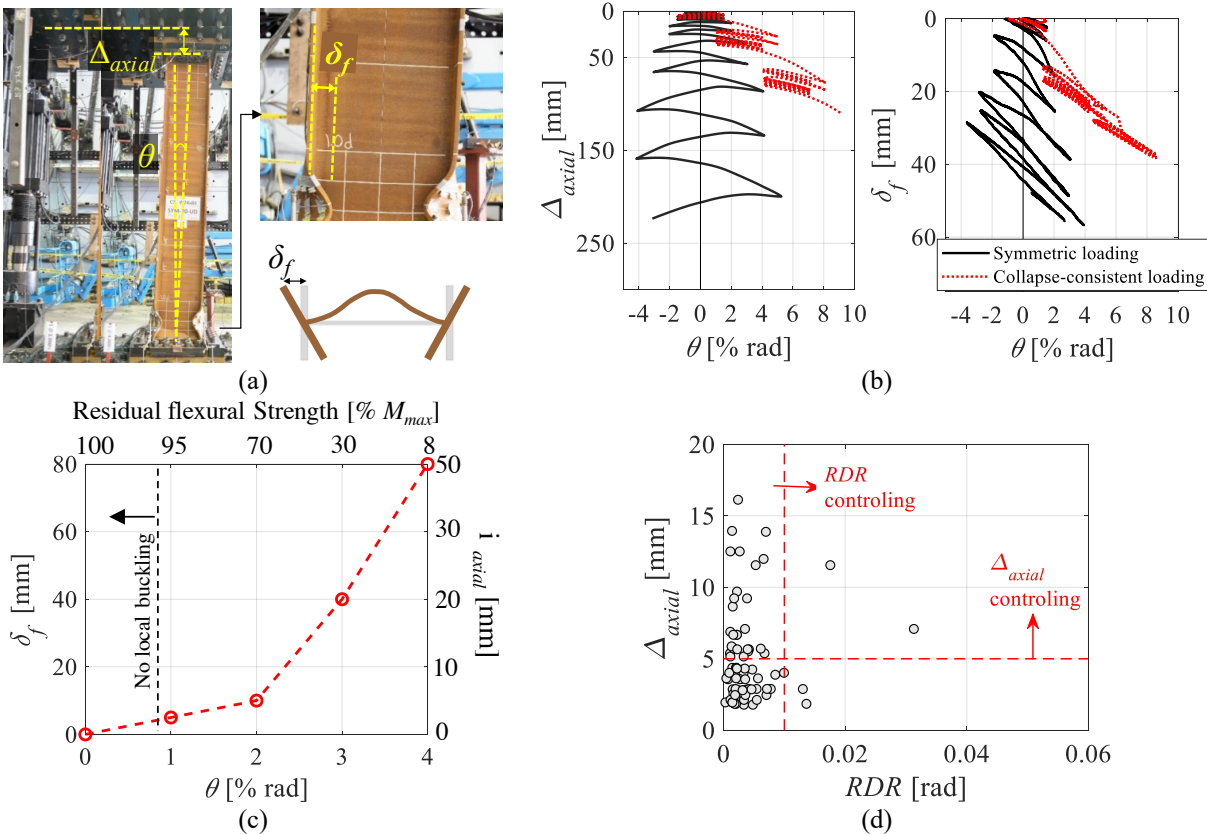 Δaxial
θ
δf
δf
(a)
0
50
150
250
Δaxial [mm]
-4 -2 0 2 4 6 8 10
θ [% rad]
0
20
40
60
δf [mm]
Symmetric loading
Collapse-consistent loading
-4 -2 0 2 4 6 8 10
θ [% rad]
(b)
Residual flexural Strength [% Mmax]
100 95 70 30 8
80
60
40
20
0
δf [mm]
No local buckling
50
30
20
10
0
i axial [mm]
0 1 2 3 4
θ [% rad]
(c)
20
15
10
5
0
Δaxial [mm]
RDR
controling
Δaxial
controling
0 0.02 0.04 0.06
RDR [rad]
(d)